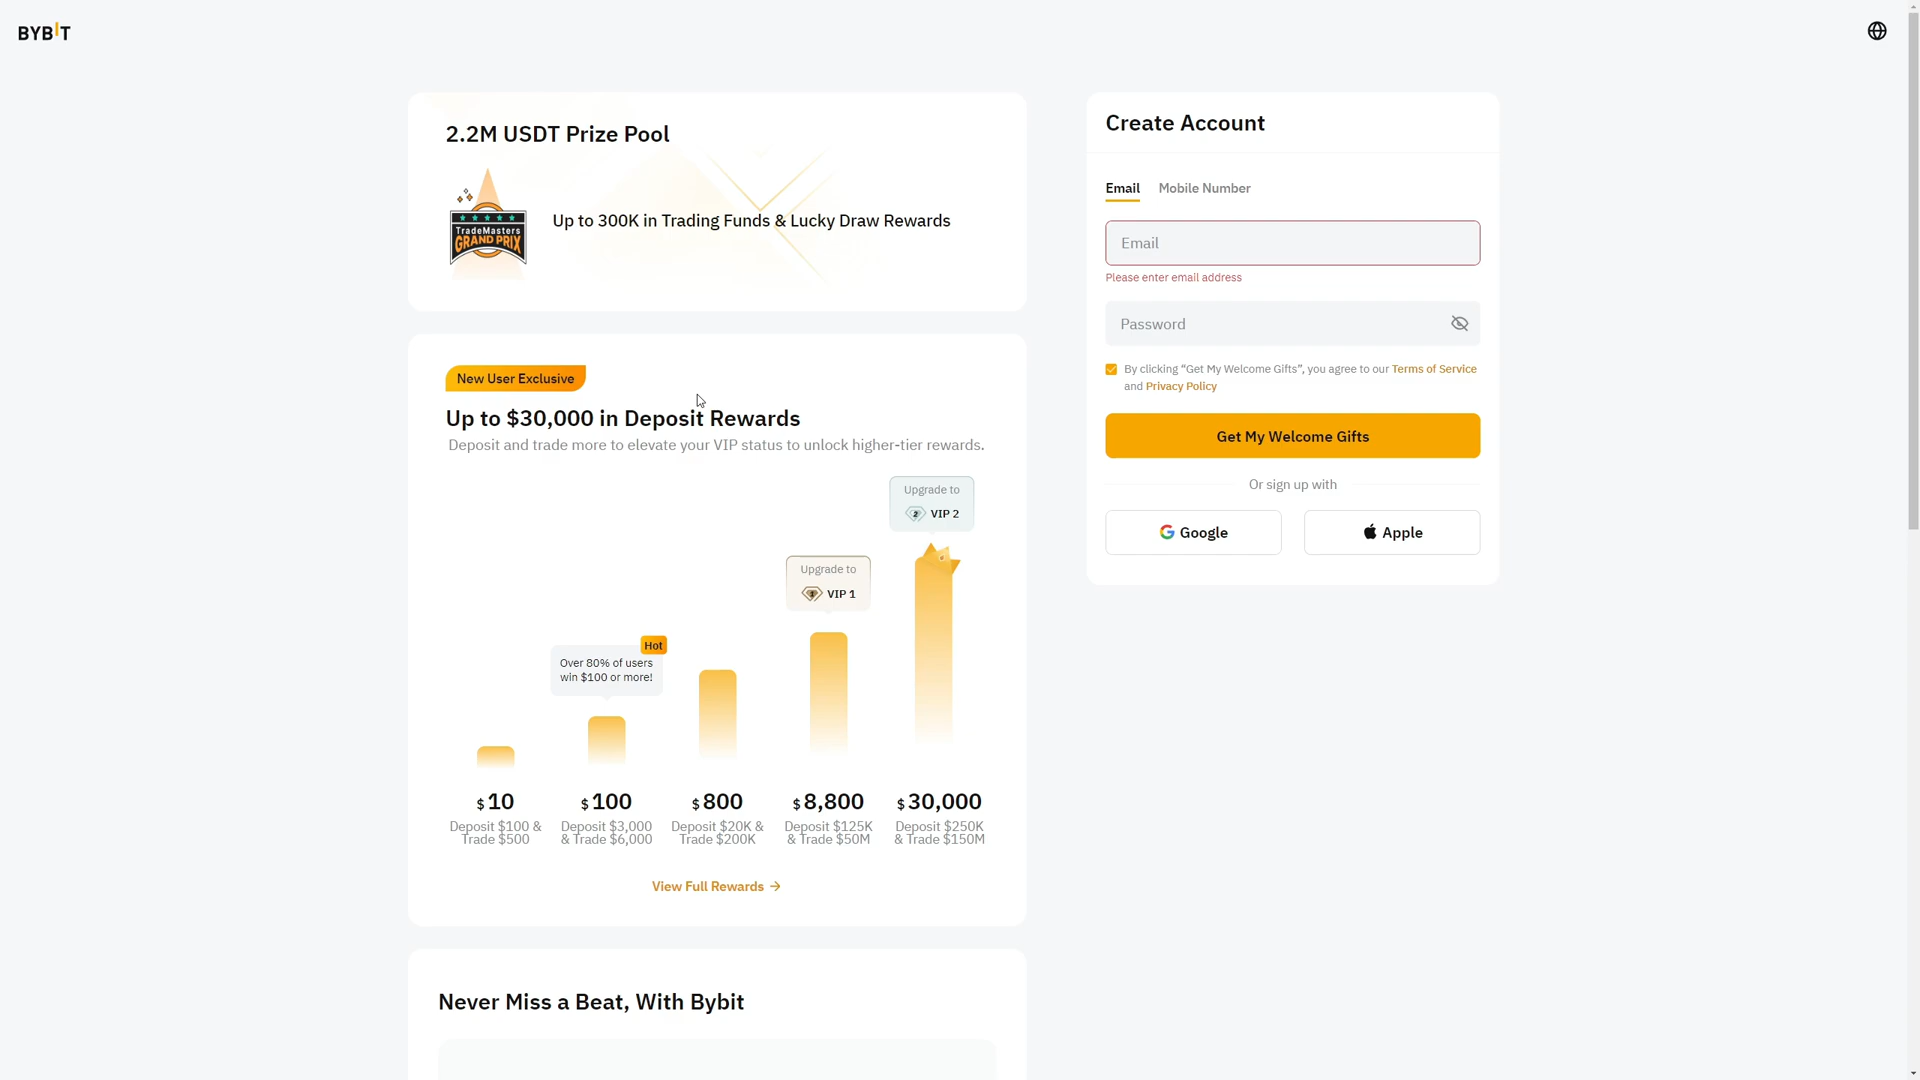 BYBIT
2.2M USDT Prize Pool
TradeMasters
GRAND PRIX
Up to 300K in Trading Funds & Lucky Draw Rewards
New User Exclusive
Up to $30,000 in Deposit Rewards
Deposit and trade more to elevate your VIP status to unlock higher-tier rewards.
Upgrade to
2 VIP 2
Upgrade to
VIP 1
Hot
Over 80% of users
win $100 or more!
$10
$100
$800
$8,800
$30,000
Deposit $100 &
Trade $500
Deposit $3,000
& Trade $6,000
Deposit $20K &
Trade $200K
Deposit $125K
& Trade $50M
Deposit $250K
& Trade $150M
View Full Rewards →
Never Miss a Beat, With Bybit
Create Account
Email
Mobile Number
Email
Please enter email address
Password
By clicking “Get My Welcome Gifts”, you agree to our Terms of Service
and Privacy Policy
Get My Welcome Gifts
Or sign up with
Google
Apple